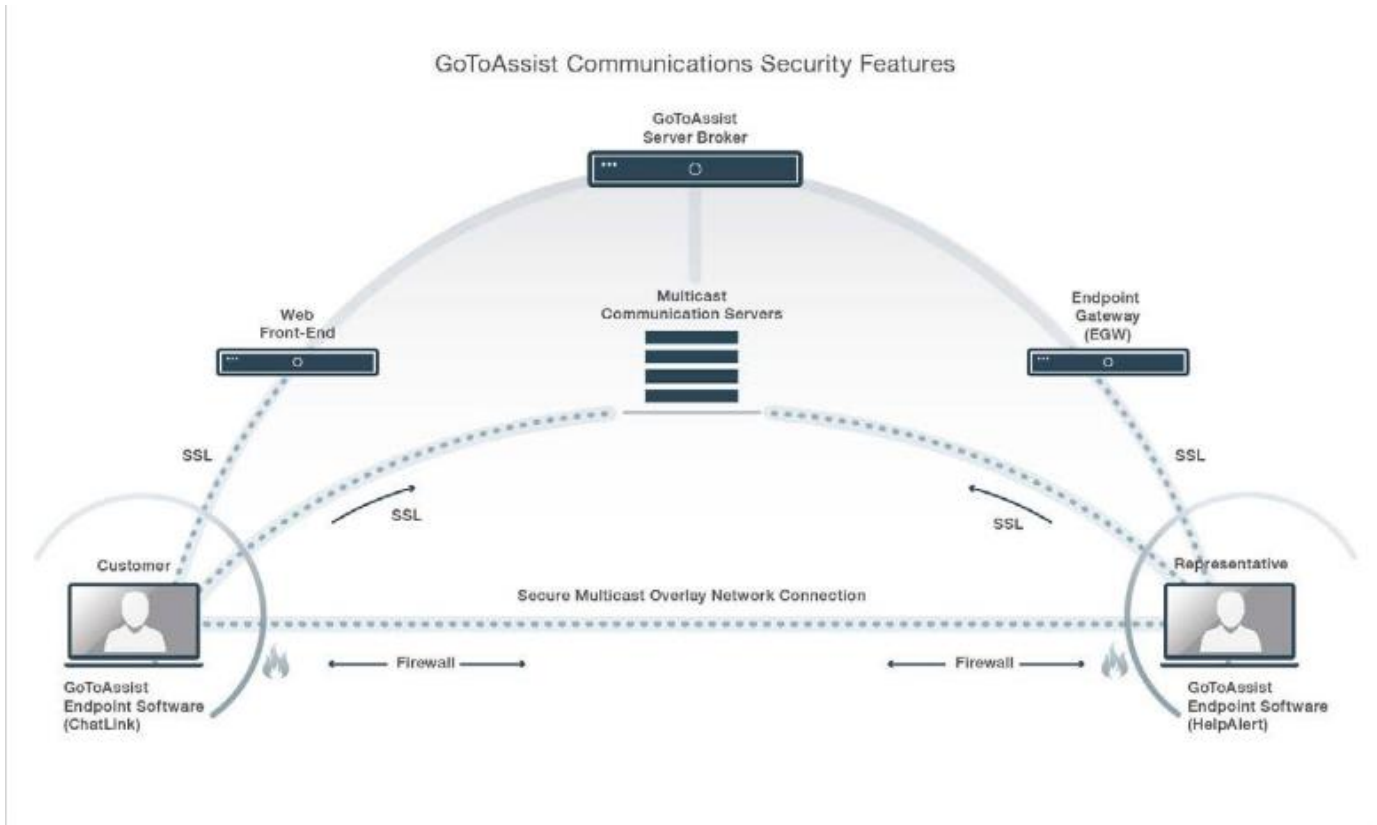 GoToAssist Communications Security Features
GoToAssist
Server Broker
Web
Front-End
Multicast
Communication Servers
Endpoint
Gateway
(EGW)
SSL
SSL
SSL
SSL
Customer
Representative
Secure Multicast Overlay Network Connection
Firewall
Firewall
GoToAssist
Endpoint Software
(ChatLink)
GoToAssist
Endpoint Software
(HelpAlert)